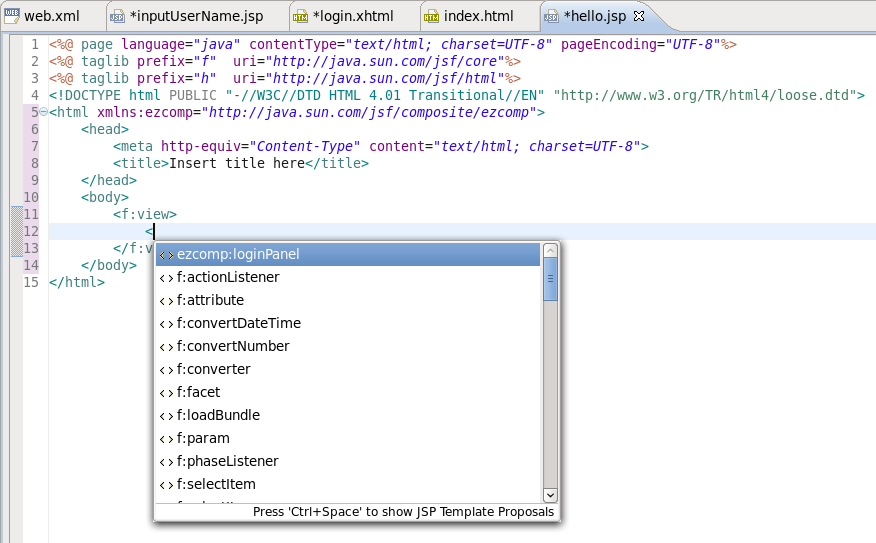 web.xml *inputUserName.jsp *login.xhtml index.html *hello.jsp
1 <%@ page language="java" contentType="text/html; charset=UTF-8" pageEncoding="UTF-8"%>
2 <%@ taglib prefix="f"  uri="http://java.sun.com/jsf/core"%>
3 <%@ taglib prefix="h"  uri="http://java.sun.com/jsf/html"%>
4 <!DOCTYPE html PUBLIC "-//W3C//DTD HTML 4.01 Transitional//EN" "http://www.w3.org/TR/html4/loose.dtd">
5 <html xmlns:ezcomp="http://java.sun.com/jsf/composite/ezcomp">
6 <head>
7 <meta http-equiv="Content-Type" content="text/html; charset=UTF-8">
8 <title>Insert title here</title>
9 </head>
10 <body>
11 <f:view>
12 <
13 </f:v
14 </body>
15 </html>
ezcomp:loginPanel
f:actionListener
f:attribute
f:convertDateTime
f:convertNumber
f:converter
f:facet
f:loadBundle
f:param
f:phaseListener
f:selectItem
Press 'Ctrl+Space' to show JSP Template Proposals